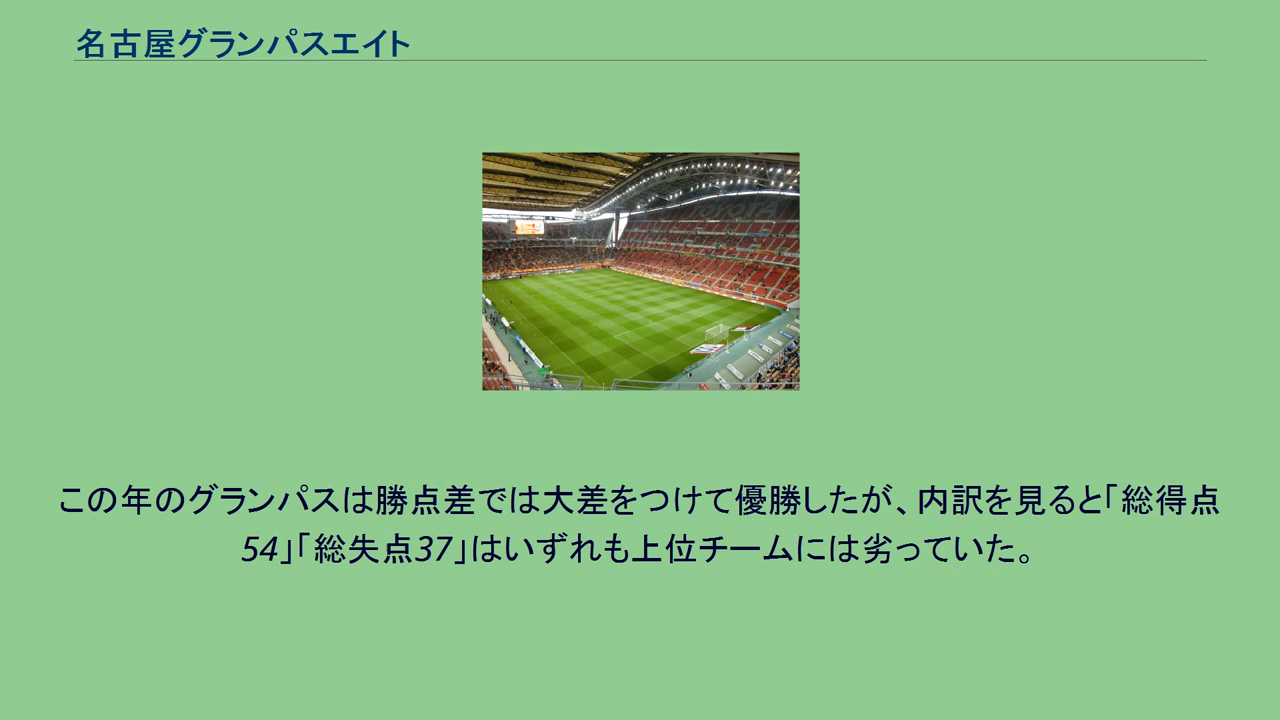 名古屋グランパスエイト
TOYOTA
この年のグランパスは勝点差では大差をつけて優勝したが、内訳を見ると｢総得点
54｣｢総失点37｣はいずれも上位チームには劣っていた。